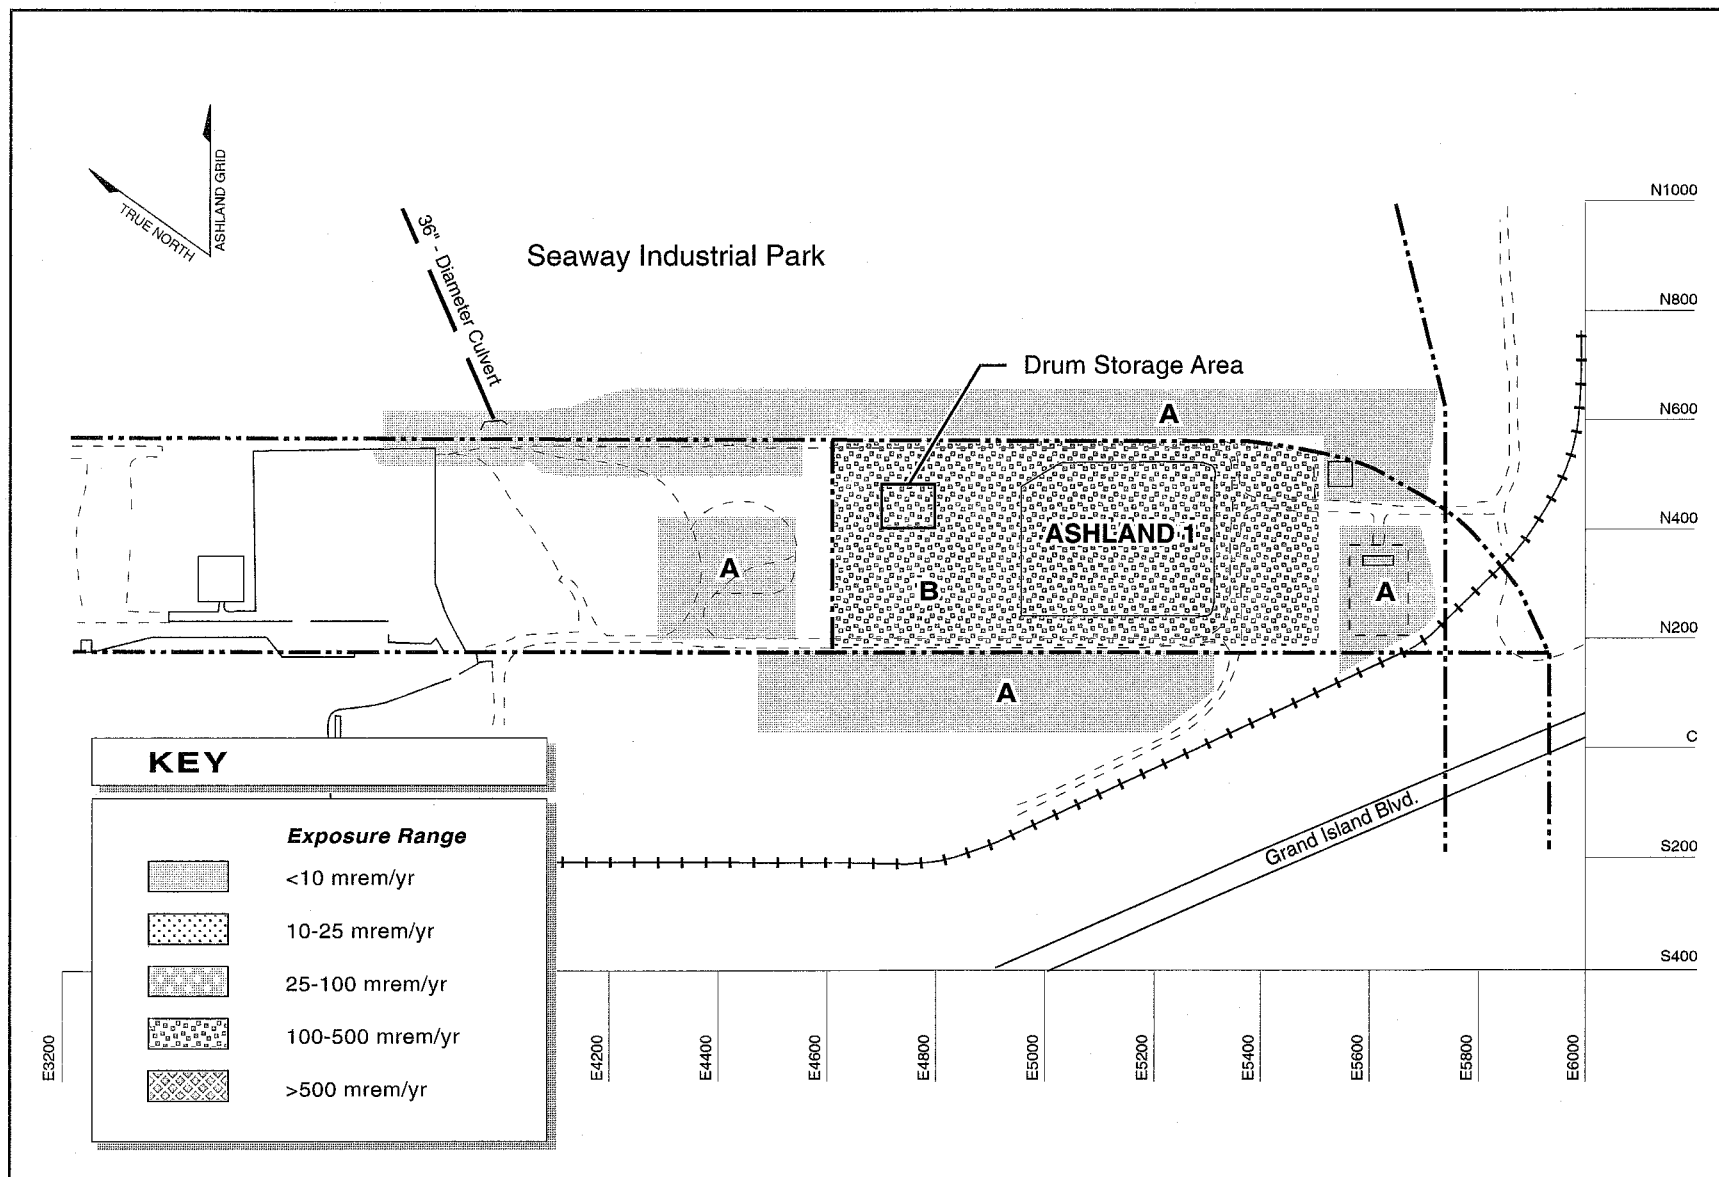 TRUE NORTH
ASHLAND GRID
36" - Diameter Culvert
Seaway Industrial Park
Drum Storage Area
A
ASHLAND 1
A
B
A
A
N1000
N800
N600
N400
N200
C
S200
S400
Grand Island Blvd.
KEY
Exposure Range
<10 mrem/yr
10-25 mrem/yr
25-100 mrem/yr
100-500 mrem/yr
>500 mrem/yr
E3200
E4200
E4400
E4600
E4800
E5000
E5200
E5400
E5600
E5800
E6000